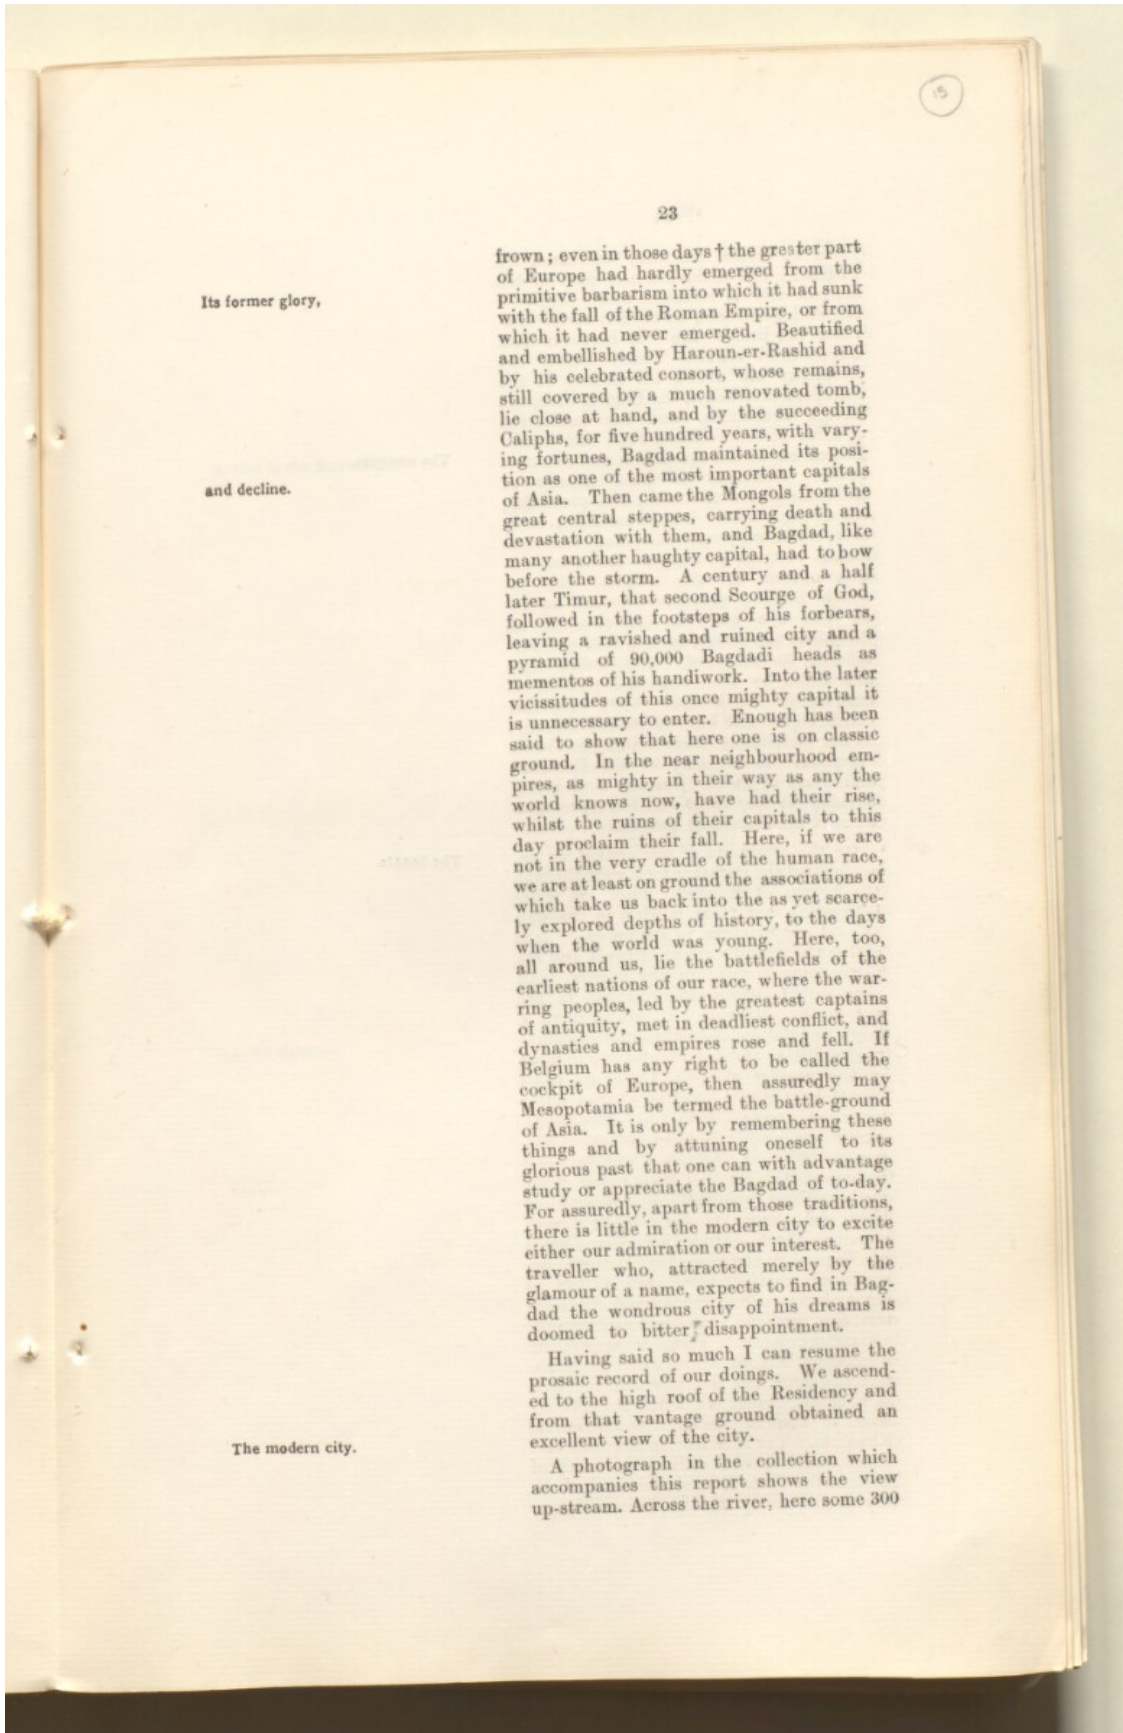 15
23
frown; even in those days † the greater part
of Europe had hardly emerged from the
primitive barbarism into which it had sunk
Its former glory,
with the fall of the Roman Empire, or from
which it had never emerged. Beautified
and embellished by Haroun-er-Rashid and
by his celebrated consort, whose remains,
still covered by a much renovated tomb,
lie close at hand, and by the succeeding
Caliphs, for five hundred years, with vary-
ing fortunes, Bagdad maintained its posi-
tion as one of the most important capitals
and decline.
of Asia. Then came the Mongols from the
great central steppes, carrying death and
devastation with them, and Bagdad, like
many another haughty capital, had to bow
before the storm. A century and a half
later Timur, that second Scourge of God,
followed in the footsteps of his forbears,
leaving a ravished and ruined city and a
pyramid of 90,000 Bagdadi heads as
mementos of his handiwork. Into the later
vicissitudes of this once mighty capital it
is unnecessary to enter. Enough has been
said to show that here one is on classic
ground. In the near neighbourhood em-
pires, as mighty in their way as any the
world knows now, have had their rise,
whilst the ruins of their capitals to this
day proclaim their fall. Here, if we are
not in the very cradle of the human race,
we are at least on ground the associations of
which take us back into the as yet scarce-
ly explored depths of history, to the days
when the world was young. Here, too,
all around us, lie the battlefields of the
earliest nations of our race, where the war-
ring peoples, led by the greatest captains
of antiquity, met in deadliest conflict, and
dynasties and empires rose and fell. If
Belgium has any right to be called the
cockpit of Europe, then assuredly may
Mesopotamia be termed the battle-ground
of Asia. It is only by remembering these
things and by attuning oneself to its
glorious past that one can with advantage
study or appreciate the Bagdad of to-day.
For assuredly, apart from those traditions,
there is little in the modern city to excite
either our admiration or our interest. The
traveller who, attracted merely by the
glamour of a name, expects to find in Bag-
dad the wondrous city of his dreams is
doomed to bitter disappointment.
Having said so much I can resume the
prosaic record of our doings. We ascend-
ed to the high roof of the Residency and
from that vantage ground obtained an
excellent view of the city.
The modern city.
A photograph in the collection which
accompanies this report shows the view
up-stream. Across the river, here some 300